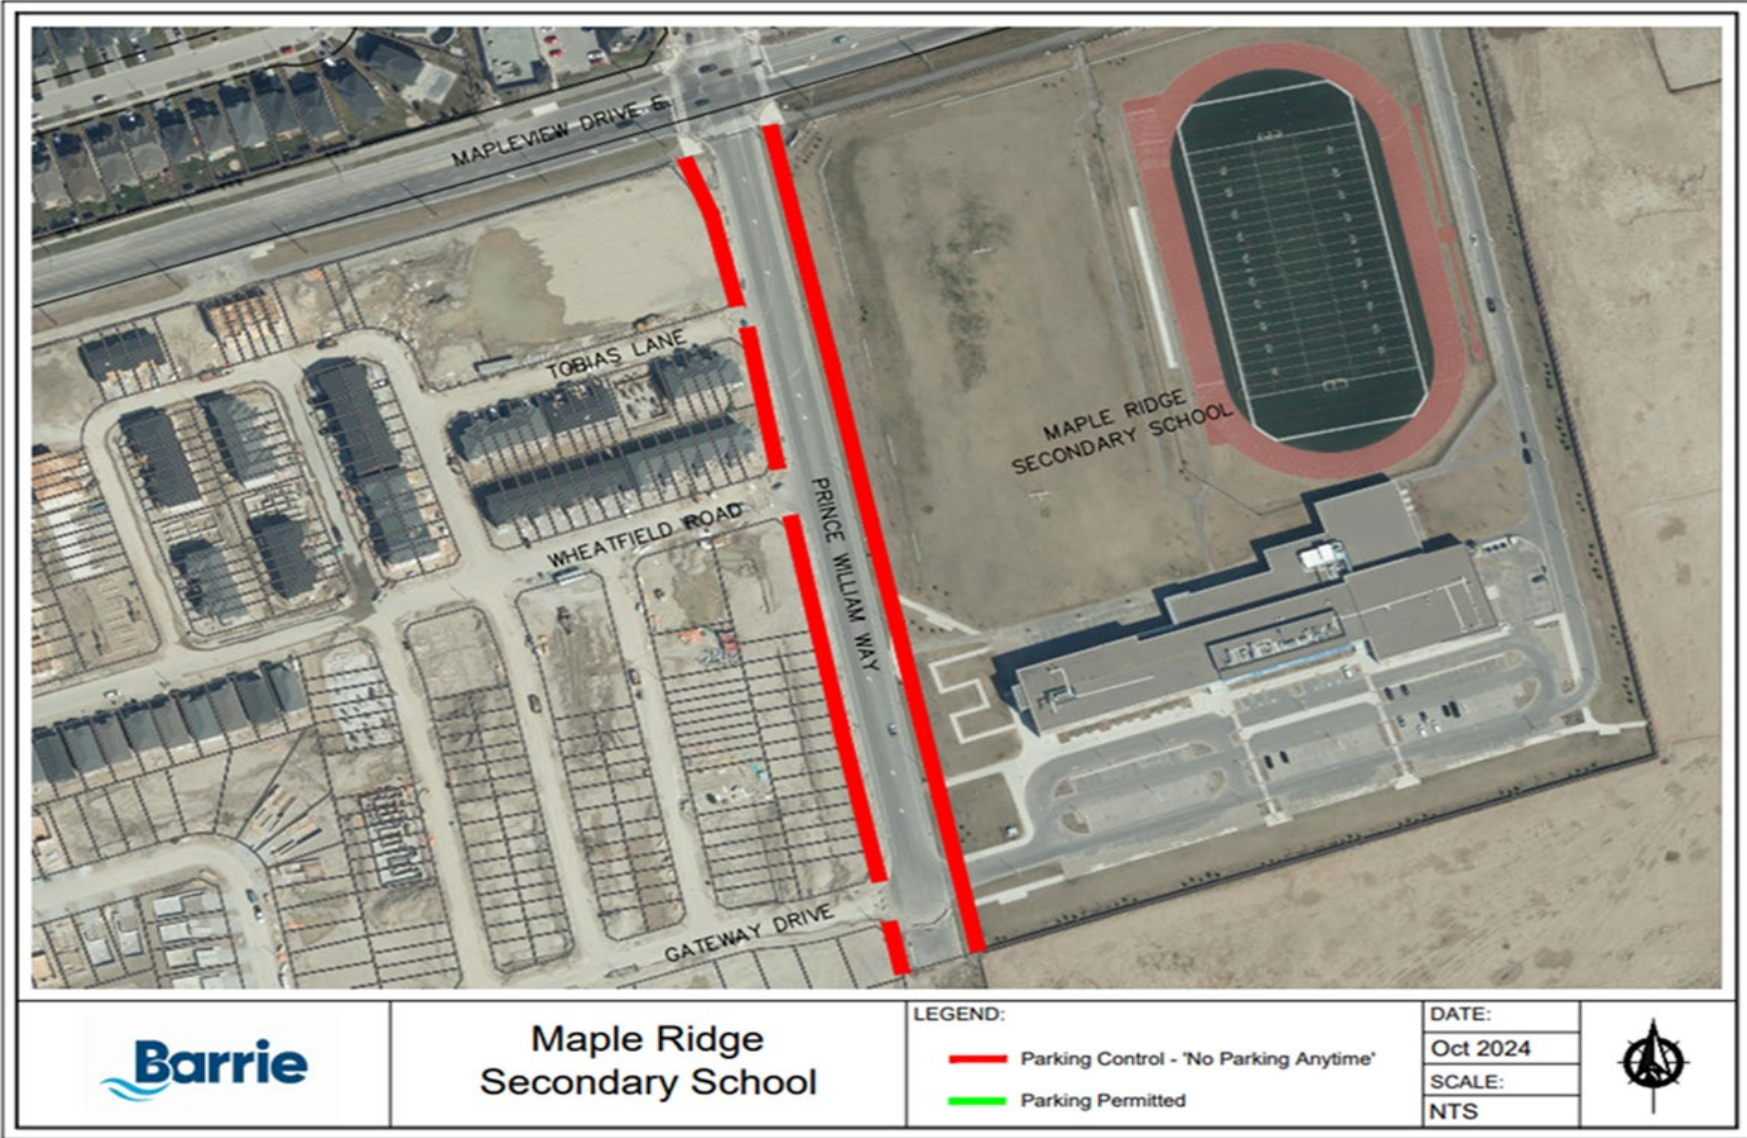 MAPLEVIEW DRIVE E.
TOBIAS LANE
MAPLE RIDGE
SECONDARY SCHOOL
WHEATFIELD ROAD
PRINCE WILLIAM WAY
GATEWAY DRIVE
Barrie
Maple Ridge
Secondary School
LEGEND:
Parking Control - 'No Parking Anytime'
Parking Permitted
DATE:
Oct 2024
SCALE:
NTS